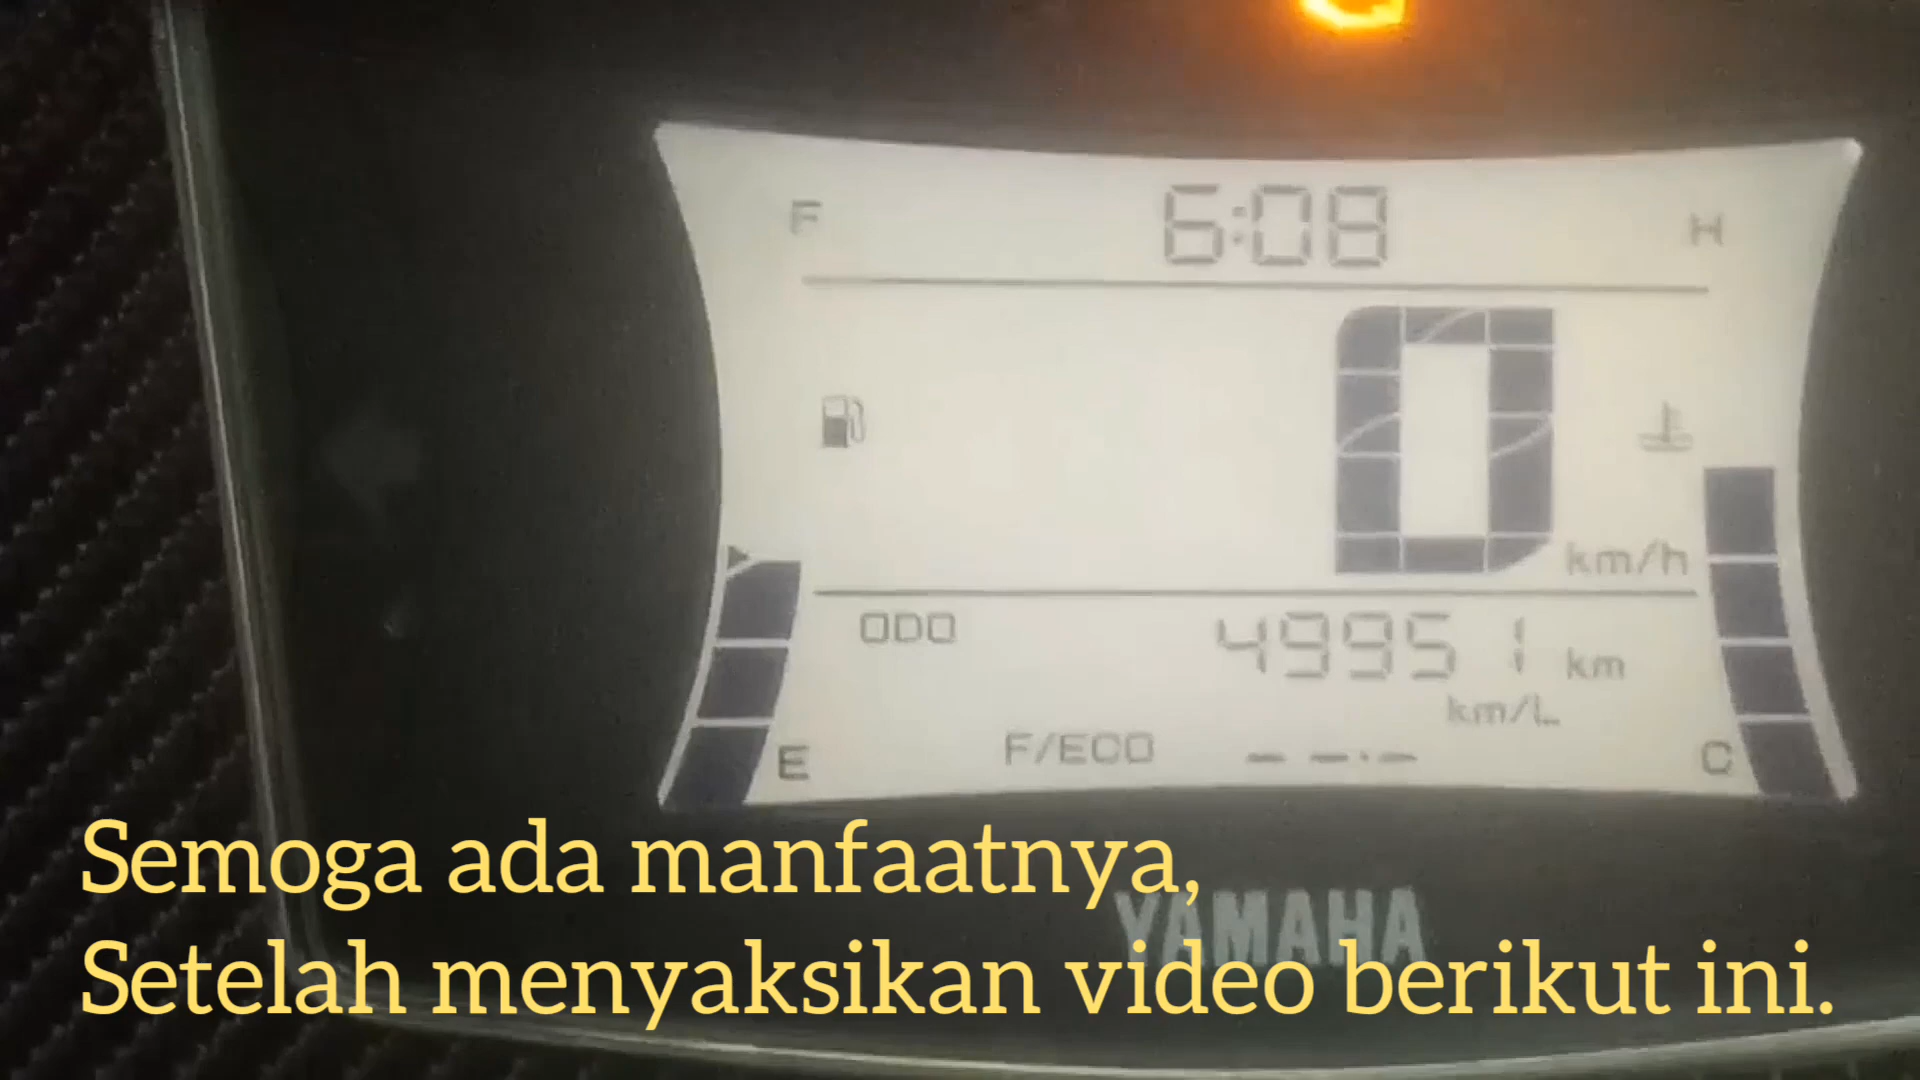 F 6:08 H
0 km/h
ODO 49951 km
km/L
E F/ECO --.- C
YAMAHA
Semoga ada manfaatnya,
Setelah menyaksikan video berikut ini.